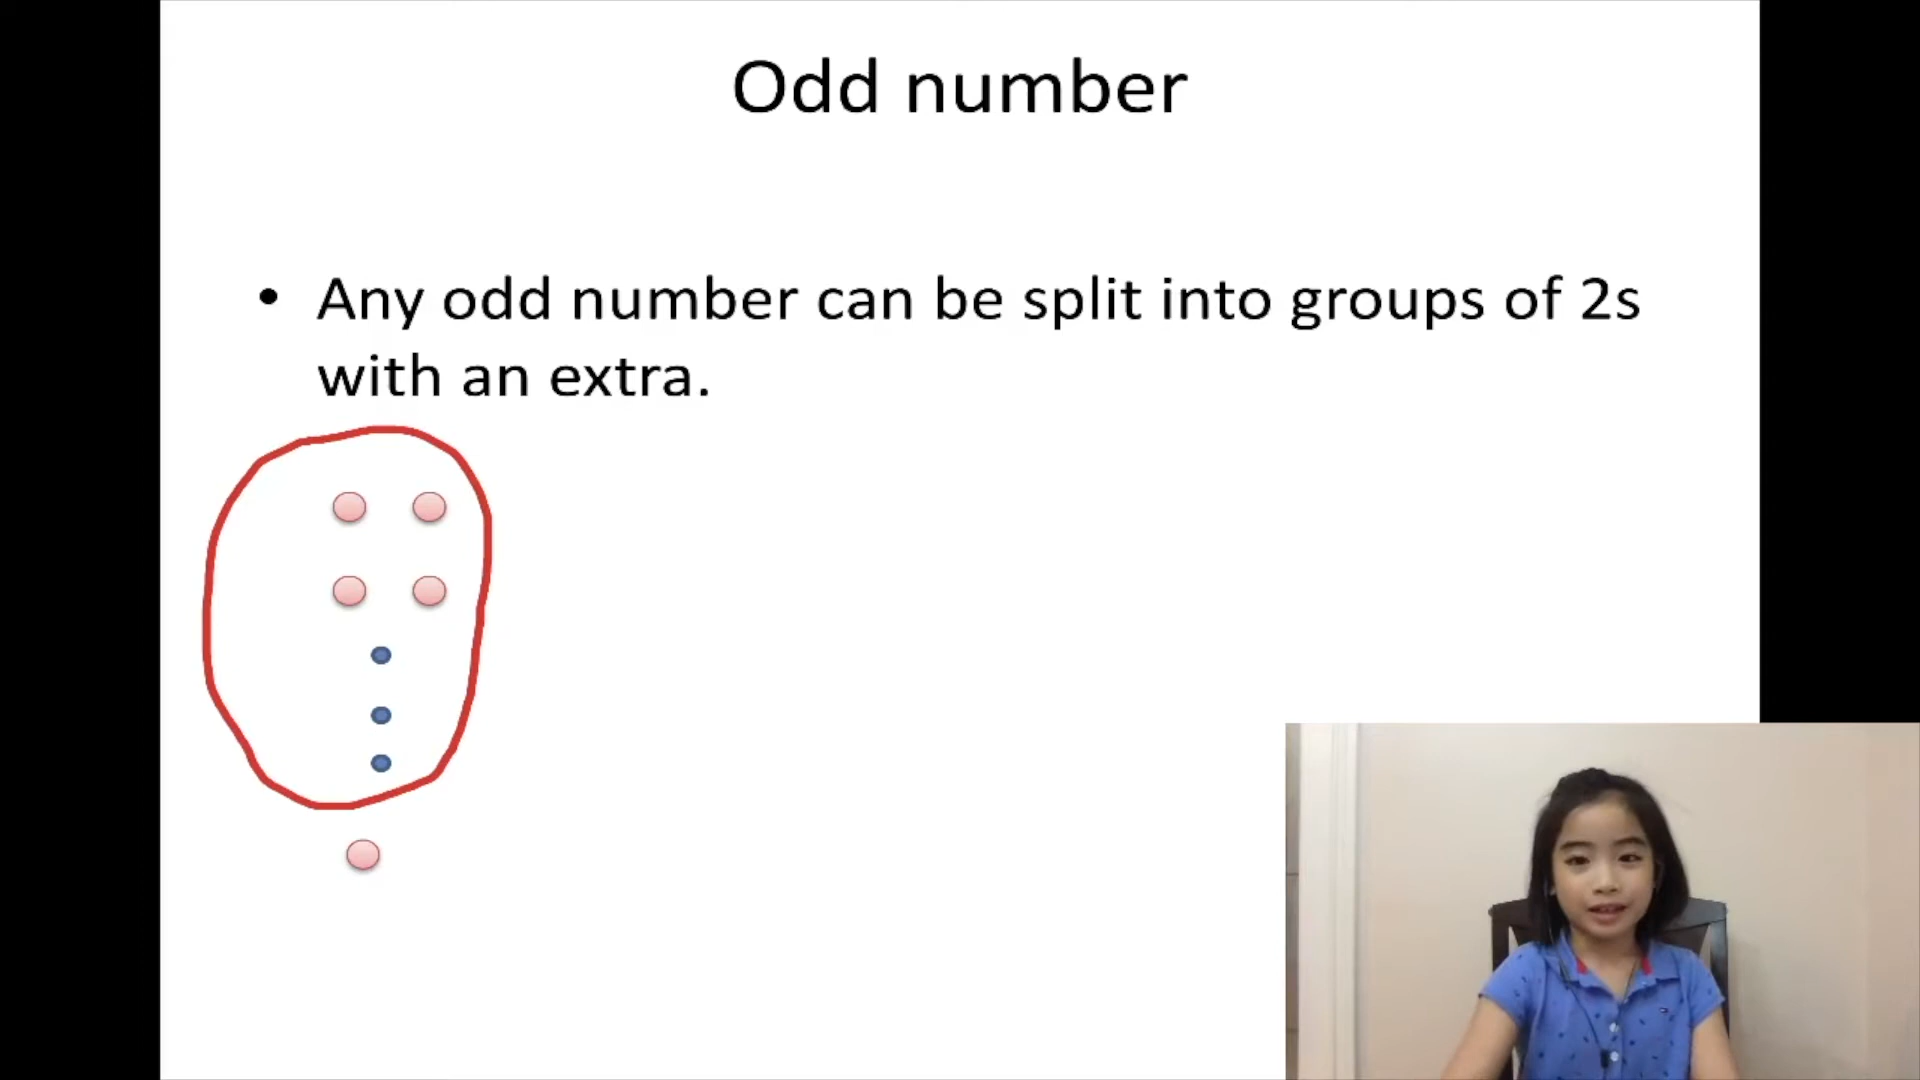 Odd number
• Any odd number can be split into groups of 2s
with an extra.